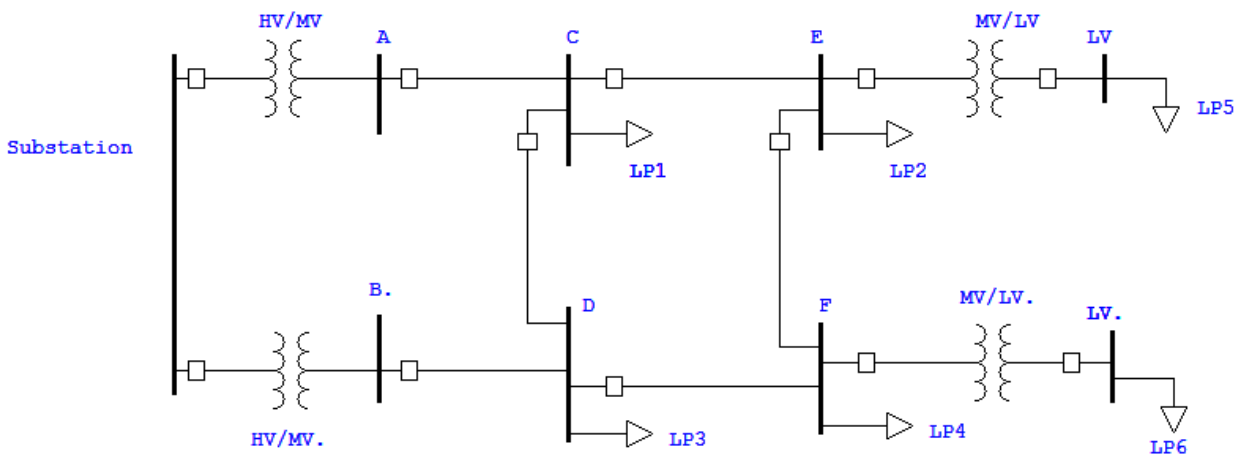 HV/MV
A
C
E
MV/LV
LV
LP5
Substation
LP1
LP2
B.
D
F
MV/LV.
LV.
HV/MV.
LP3
LP4
LP6